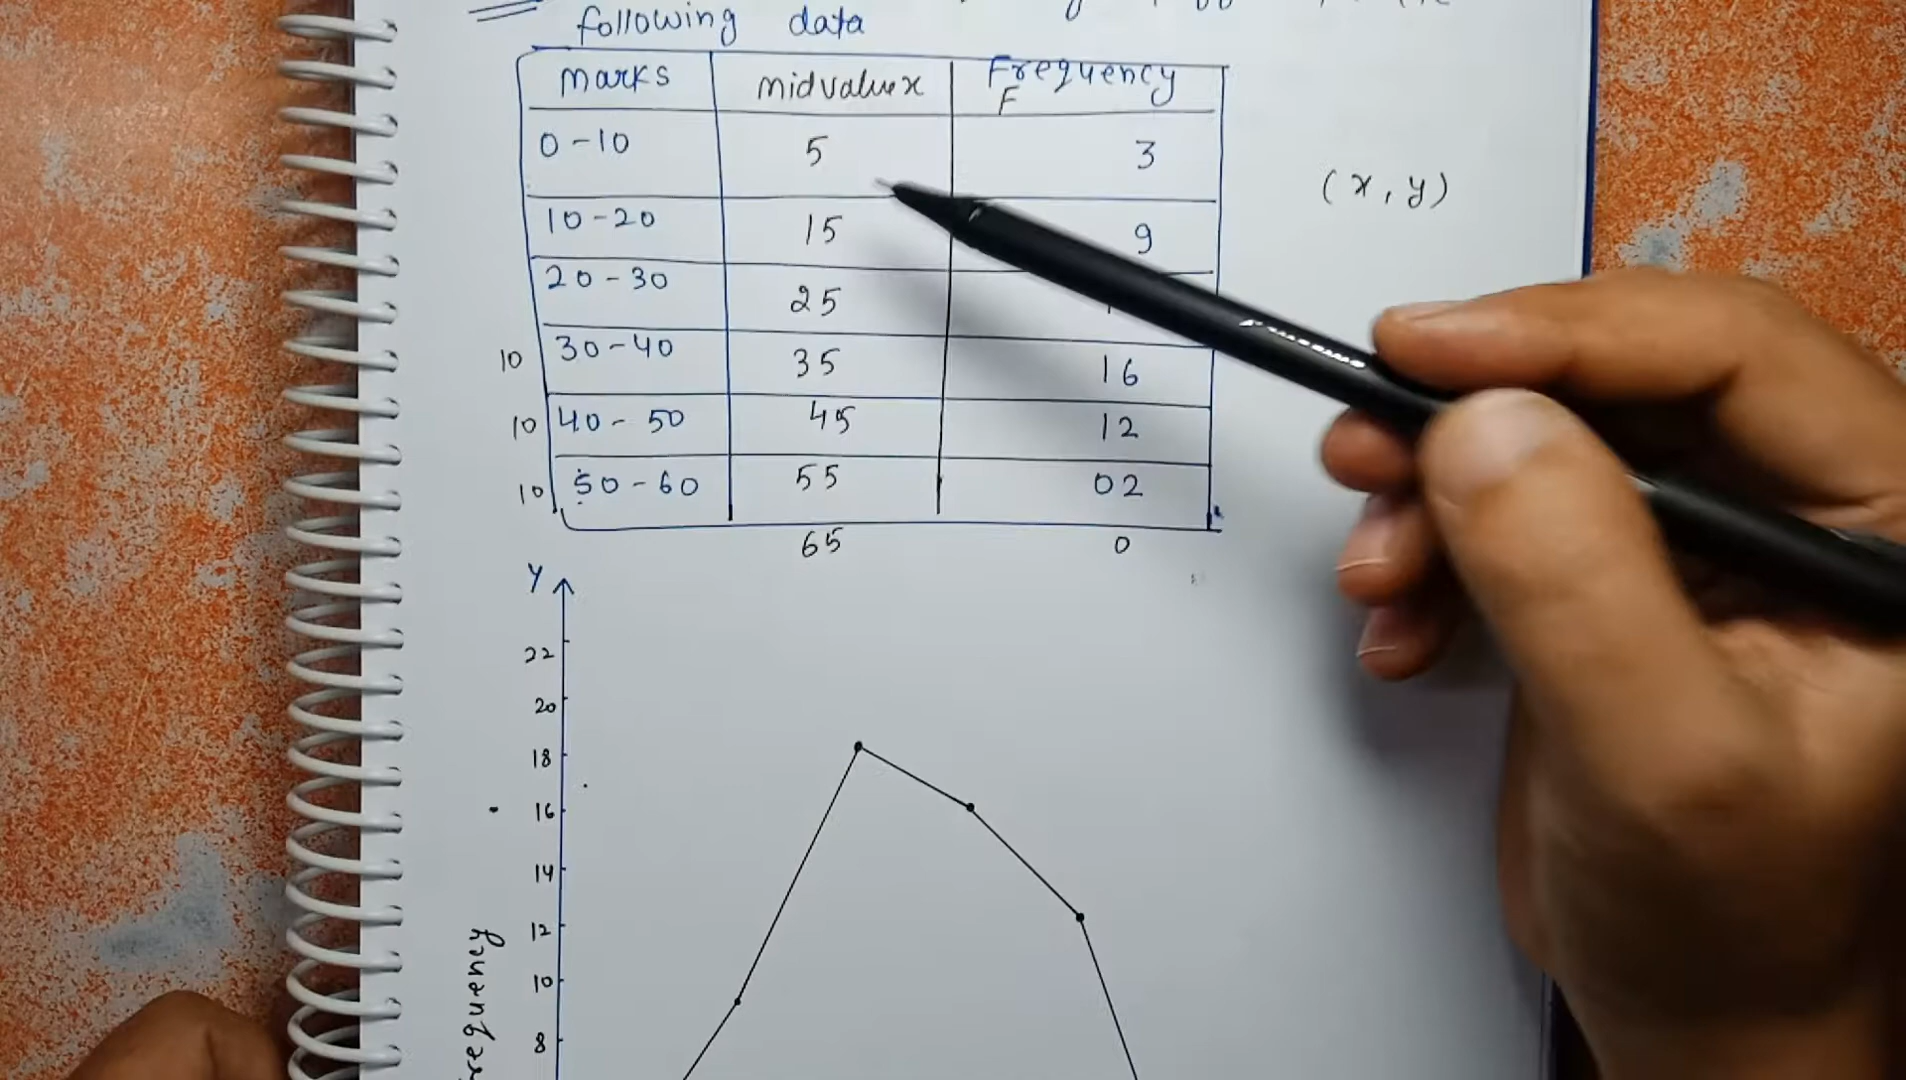 following data
marks midvalue x Frequency
F
0-10 5 3
10-20 15 9
20-30 25
10 30-40 35 16
10 40-50 45 12
10 50-60 55 02
65 0
(x, y)
Y
22
20
18
16
14
12
10
8